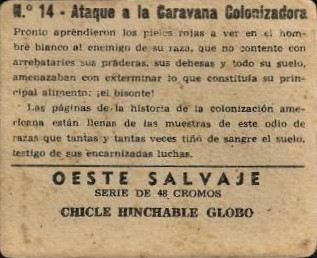 N.° 14 - Ataque a la Caravana Colonizadora
Pronto aprendieron los pieles rojas a ver en el hom-
bre blanco al enemigo de su raza, que no contento con
arrebatarles sus praderas, sus dehesas y todo su suelo,
amenazaban con exterminar lo que constituía su prin-
cipal alimento: ¡el bisonte!
Las páginas de la historia de la colonización ame-
ricana están llenas de las muestras de este odio de
razas que tantas y tantas veces tiñó de sangre el suelo,
testigo de sus encarnizadas luchas.
OESTE SALVAJE
SERIE DE 48 CROMOS
CHICLE HINCHABLE GLOBO